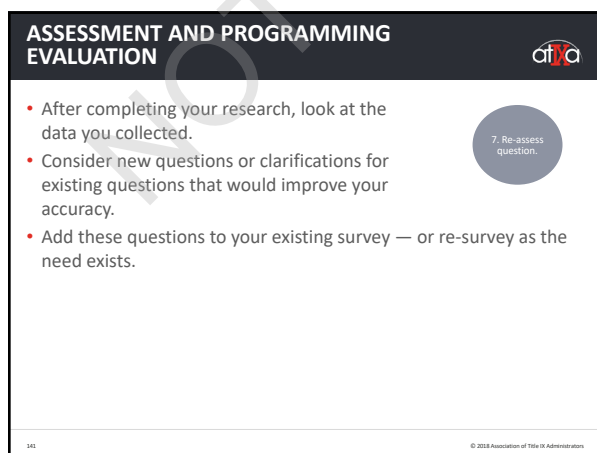 ASSESSMENT AND PROGRAMMING
EVALUATION
atIXa
• After completing your research, look at the
data you collected.
• Consider new questions or clarifications for
existing questions that would improve your
accuracy.
• Add these questions to your existing survey — or re-survey as the
need exists.
7. Re-assess
question.
NOT
141
© 2018 Association of Title IX Administrators